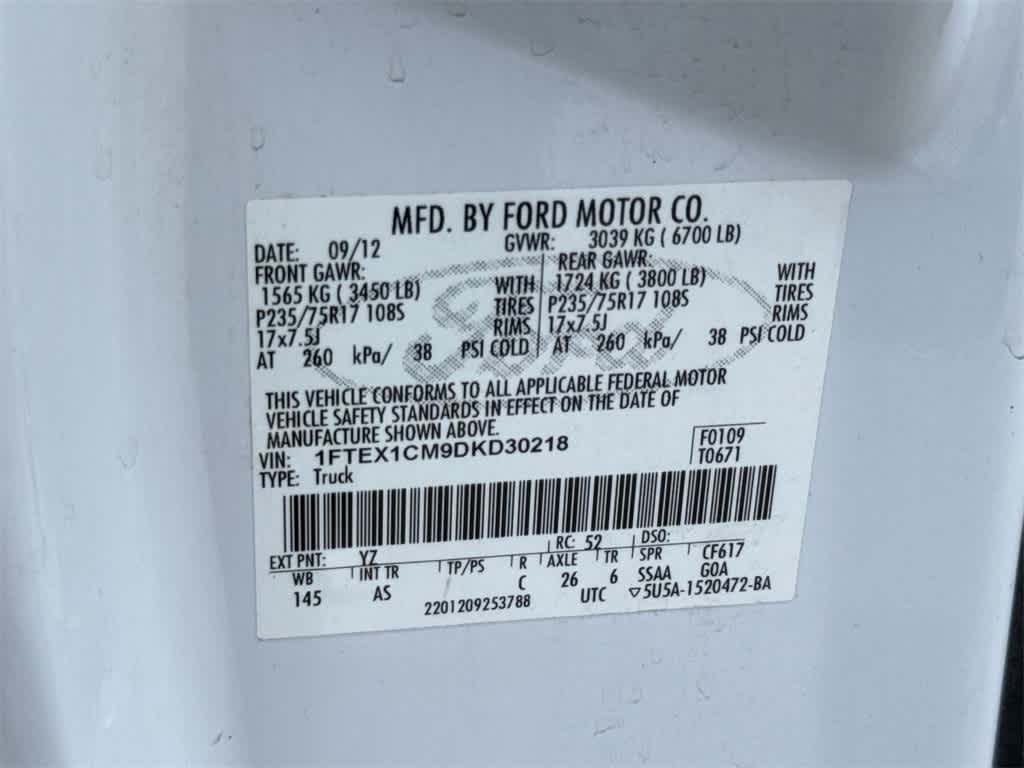 MFD. BY FORD MOTOR CO.
DATE: 09/12 GVWR: 3039 KG ( 6700 LB)
FRONT GAWR: REAR GAWR:
1565 KG ( 3450 LB) WITH 1724 KG ( 3800 LB) WITH
P235/75R17 108S TIRES P235/75R17 108S TIRES
17x7.5J RIMS 17x7.5J RIMS
AT 260 kPa/ 38 PSI COLD AT 260 kPa/ 38 PSI COLD
Ford
THIS VEHICLE CONFORMS TO ALL APPLICABLE FEDERAL MOTOR
VEHICLE SAFETY STANDARDS IN EFFECT ON THE DATE OF
MANUFACTURE SHOWN ABOVE.
VIN: 1FTEX1CM9DKD30218 F0109
TYPE: Truck T0671
EXT PNT: YZ RC: 52 DSO:
WB INT TR TP/PS R AXLE TR SPR CF617
145 AS C 26 6 SSAA GOA
2201209253788 UTC ▽5U5A-1520472-BA